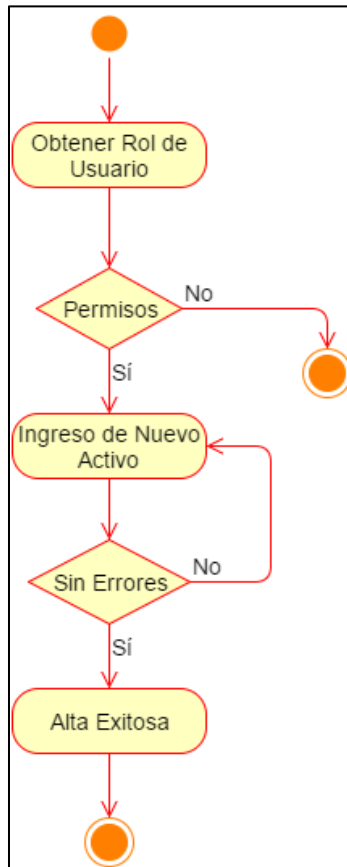 Obtener Rol de
Usuario
Permisos
No
Sí
Ingreso de Nuevo
Activo
Sin Errores
No
Sí
Alta Exitosa